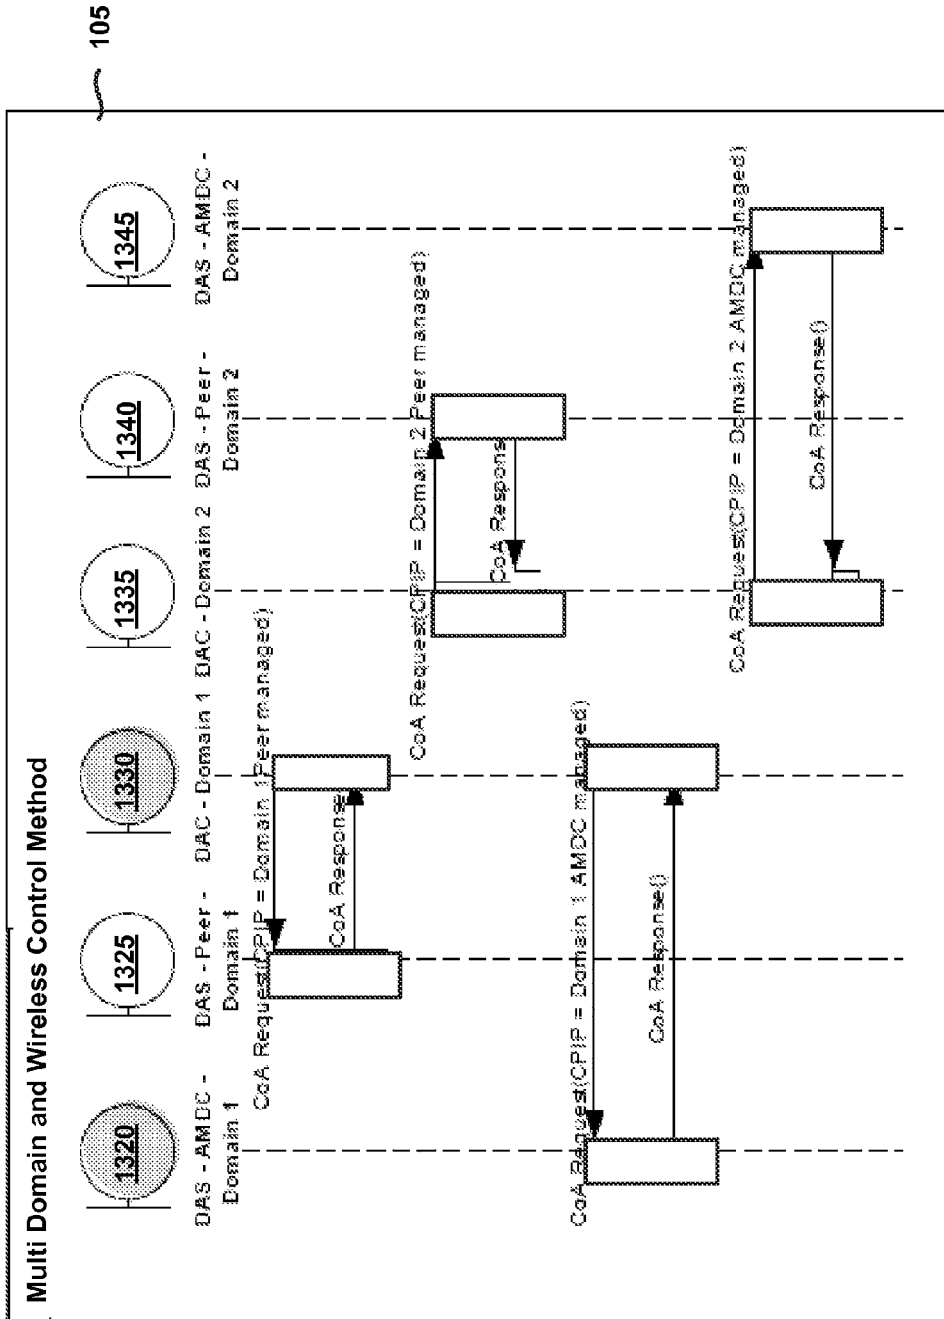 105
Multi Domain and Wireless Control Method
1320
1325
1330
1335
1340
1345
DAS - AMDC -
Domain 1
DAS - Peer -
Domain 1
DAC - Domain 1
DAC - Domain 2
DAS - Peer -
Domain 2
DAS - AMDC -
Domain 2
CoA Request(CPIP = Domain 1Peer managed)
CoA Response
CoA Request(CPIP = Domain 2 Peer managed)
CoA Response
CoA Request(CPIP = Domain 1 AMDC managed)
CoA Response()
CoA Request(CPIP = Domain 2 AMDC managed)
CoA Response()